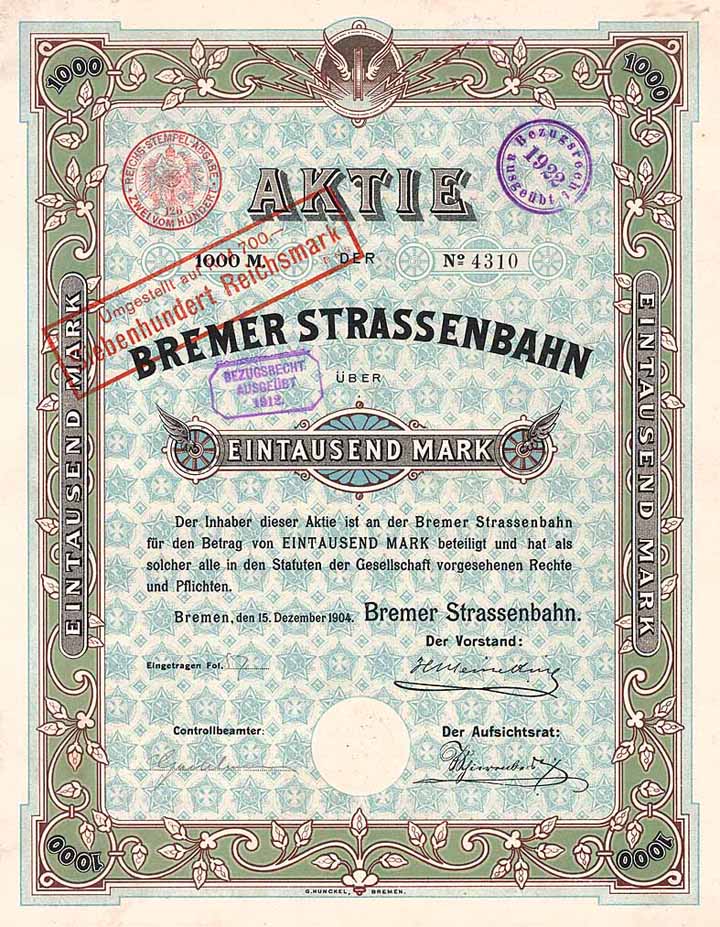 1000
1000
REICHS-STEMPEL-ABGABE
ZWEI VOM HUNDERT
Bezugsrecht
1922
ausgeübt
AKTIE
1000 M. DER Nº 4310
Umgestellt auf 700.—
Siebenhundert Reichsmark
BREMER STRASSENBAHN
BEZUGSRECHT
AUSGEÜBT
1912.
ÜBER
EINTAUSEND MARK
EINTAUSEND MARK
EINTAUSEND MARK
Der Inhaber dieser Aktie ist an der Bremer Strassenbahn
für den Betrag von EINTAUSEND MARK beteiligt und hat als
solcher alle in den Statuten der Gesellschaft vorgesehenen Rechte
und Pflichten.
Bremen, den 15. Dezember 1904. Bremer Strassenbahn.
Der Vorstand:
Eingetragen Fol.
Controllbeamter:
Der Aufsichtsrat:
1000
1000
G. HUNCKEL, BREMEN.